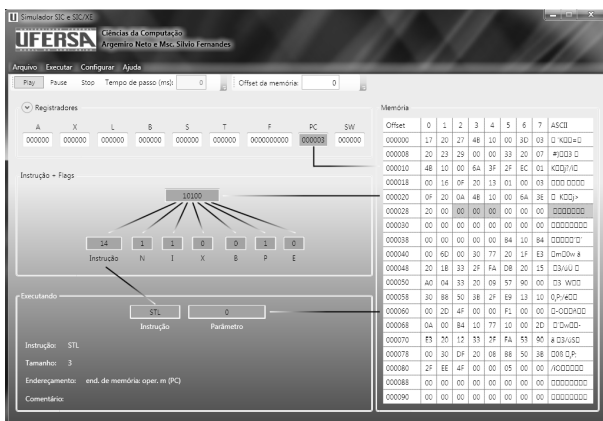 Simulador SIC e SIC/XE
UFERSA
Ciências da Computação
Argemiro Neto e Msc. Silvio Fernandes
Arquivo Executar Configurar Ajuda
Play Pause Stop Tempo de passo (ms): 0 Offset da memória: 0
Registradores
A X L B S T F PC SW
000000 000000 000000 000000 000000 000000 0000000000 000003 000000
Instrução + Flags
10100
14 1 1 0 0 1 0
Instrução N I X B P E
Executando
STL 0
Instrução Parâmetro
Instrução: STL
Tamanho: 3
Endereçamento: end. de memória: oper. m (PC)
Comentário:
Memória
Offset 0 1 2 3 4 5 6 7 ASCII
000000 17 20 27 4B 10 00 3D 03
000008 20 23 29 00 00 33 20 07
000010 4B 10 00 6A 3F 2F EC 01
000018 00 16 0F 20 13 01 00 03
000020 0F 20 0A 4B 10 00 6A 3E
000028 20 00 00 00 00 00 00 00
000030 00 00 00 00 00 00 00 00
000038 00 00 00 00 00 B4 10 B4
000040 00 6D 00 30 77 20 1F E3
000048 20 1B 33 2F FA DB 20 15
000050 A0 04 33 20 09 57 90 00
000058 30 B8 50 3B 2F E9 13 10
000060 00 2D 4F 00 00 F1 00 00
000068 0A 00 B4 10 77 10 00 2D
000070 E3 20 12 33 2F FA 53 90
000078 00 30 DF 20 08 B8 50 3B
000080 2F EE 4F 00 00 05 00 00
000088 00 00 00 00 00 00 00 00
000090 00 00 00 00 00 00 00 00